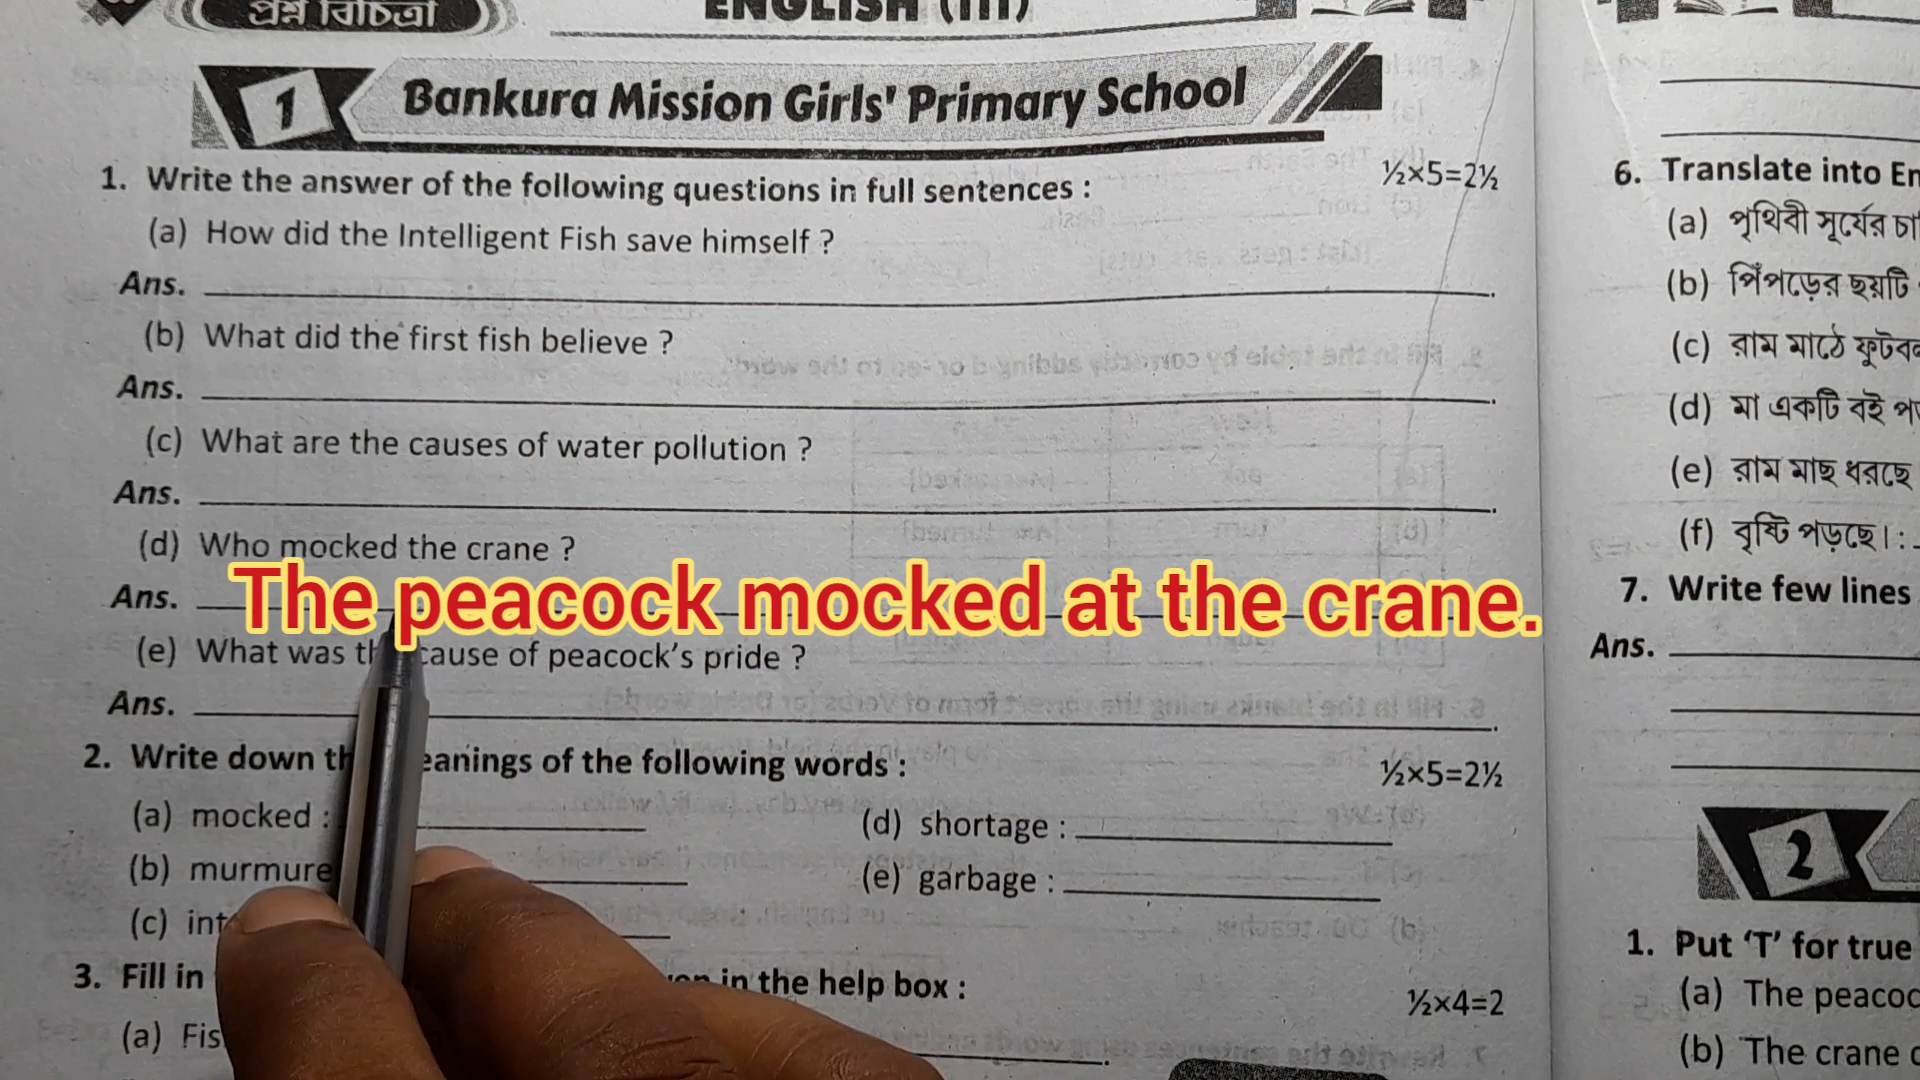 প্রশ্ন বিচিত্রা
ENGLISH (III)
1 Bankura Mission Girls' Primary School
1. Write the answer of the following questions in full sentences : ½×5=2½
(a) How did the Intelligent Fish save himself ?
Ans.
(b) What did the first fish believe ?
Ans.
(c) What are the causes of water pollution ?
Ans.
(d) Who mocked the crane ?
Ans.
The peacock mocked at the crane.
(e) What was cause of peacock's pride ?
Ans.
2. Write down eanings of the following words : ½×5=2½
(a) mocked : (d) shortage :
(b) murmure (e) garbage :
(c) int
3. Fill in in the help box : ½×4=2
(a) Fis
6. Translate into En
(a) পৃথিবী সূর্যের চা
(b) পিঁপড়ের ছয়টি
(c) রাম মাঠে ফুটব
(d) মা একটি বই প
(e) রাম মাছ ধরছে
(f) বৃষ্টি পড়ছে। :
7. Write few lines
Ans.
2
1. Put ‘T’ for true
(a) The peacoc
(b) The crane